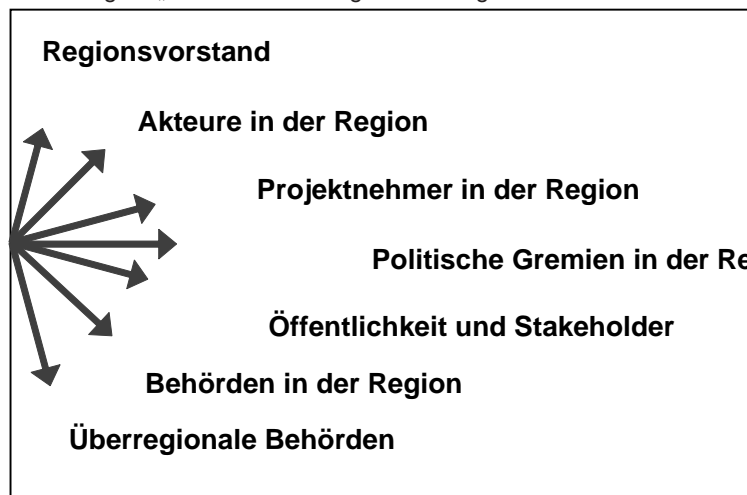 Regionsvorstand
Akteure in der Region
Projektnehmer in der Region
Politische Gremien in der Re
Öffentlichkeit und Stakeholder
Behörden in der Region
Überregionale Behörden